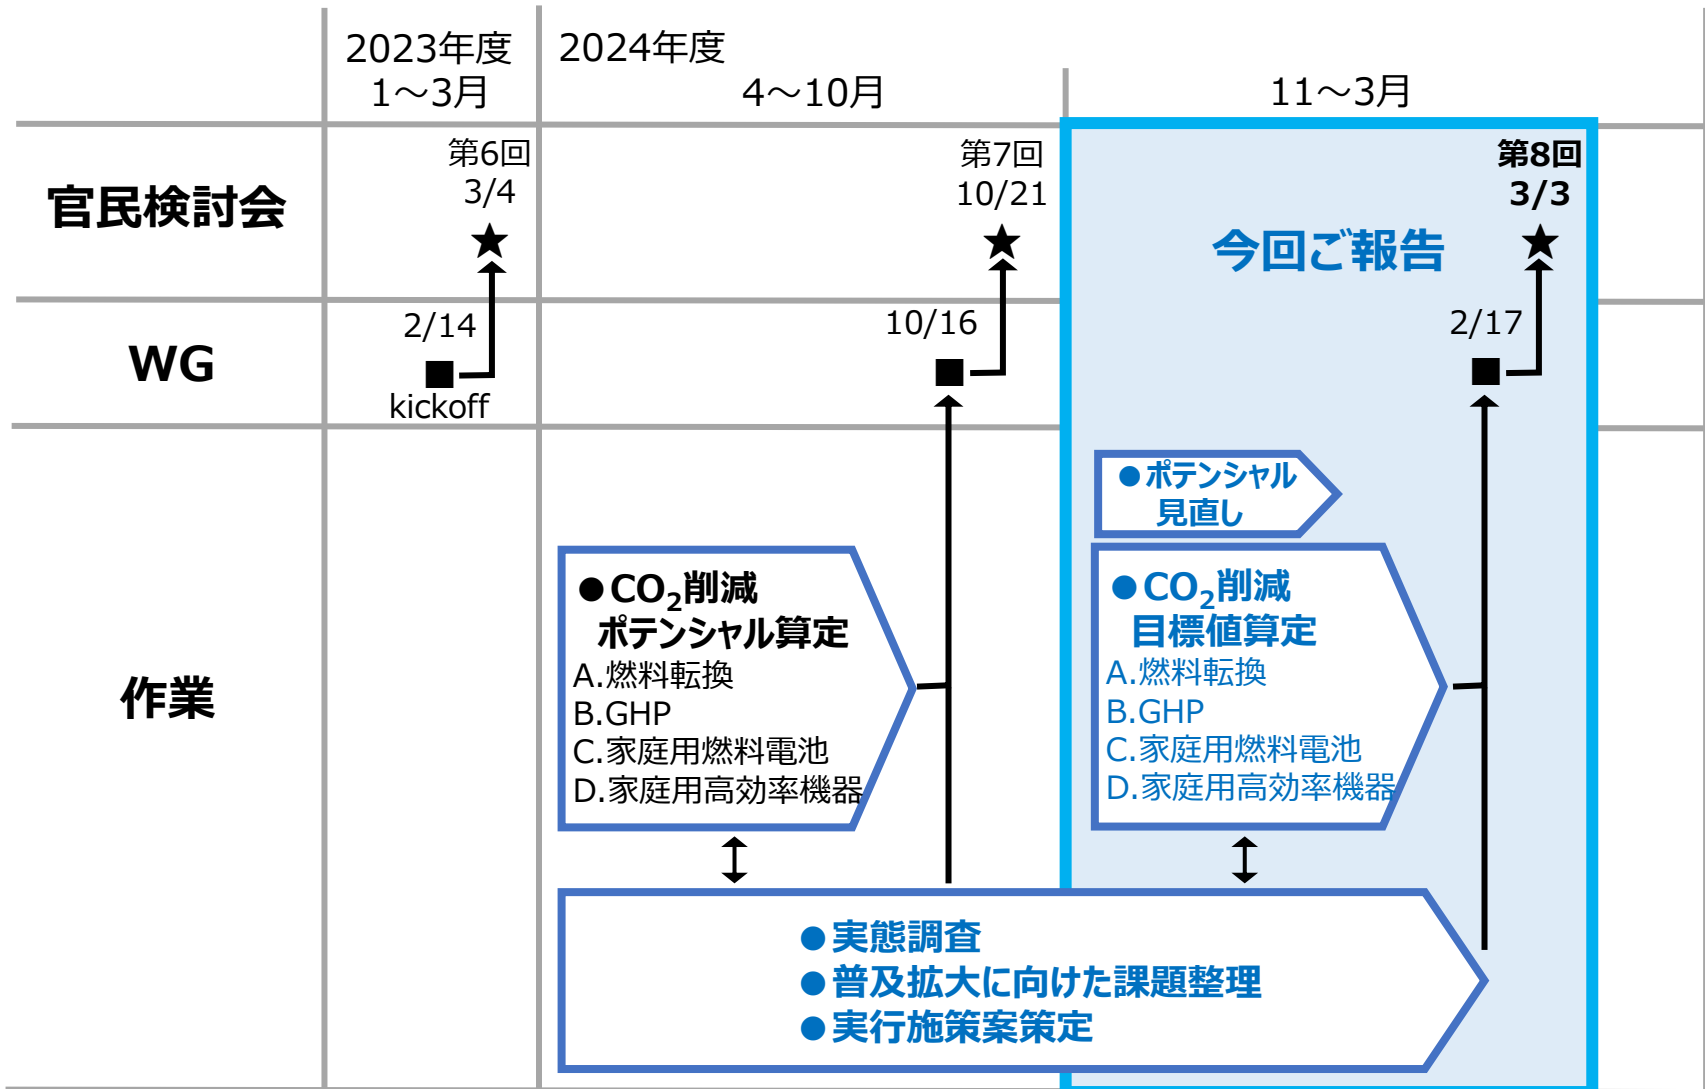 2023年度
1～3月
2024年度
4～10月
11～3月
官民検討会
第6回
3/4
★
第7回
10/21
★
今回ご報告
第8回
3/3
★
WG
2/14
■
kickoff
10/16
■
2/17
■
作業
●CO₂削減
ポテンシャル算定
A.燃料転換
B.GHP
C.家庭用燃料電池
D.家庭用高効率機器
●ポテンシャル
見直し
●CO₂削減
目標値算定
A.燃料転換
B.GHP
C.家庭用燃料電池
D.家庭用高効率機器
●実態調査
●普及拡大に向けた課題整理
●実行施策案策定